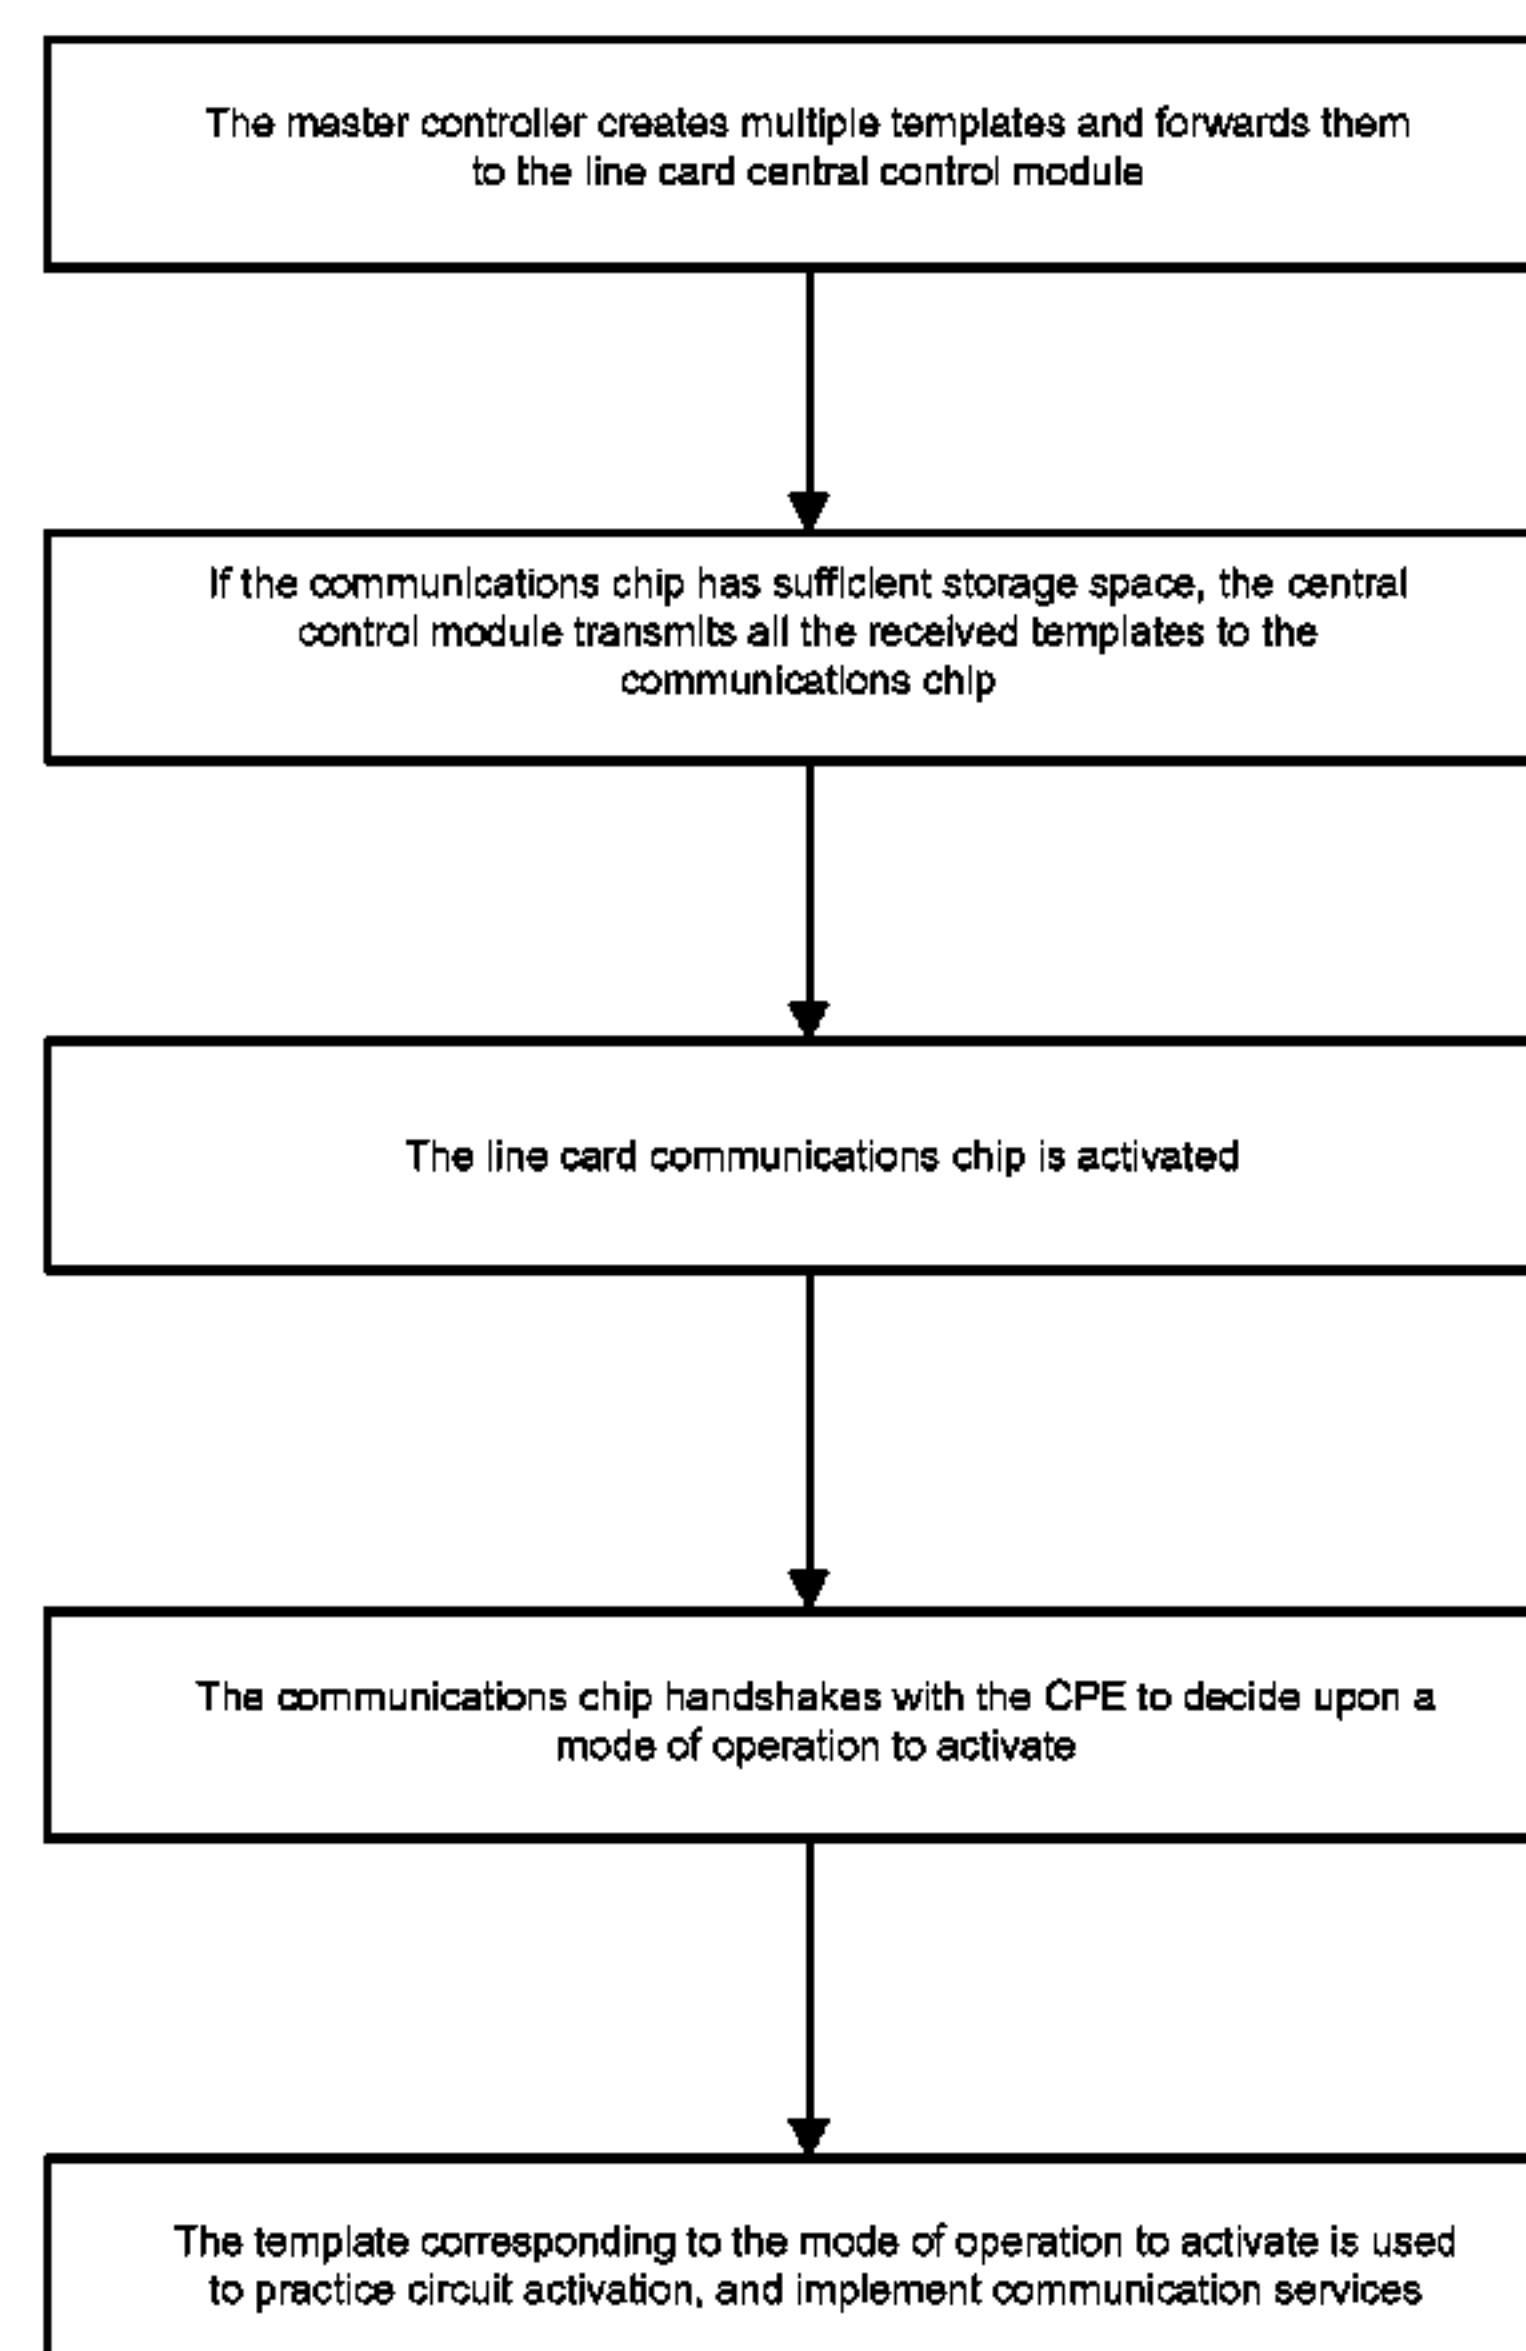 The master controller creates multiple templates and forwards them
to the line card central control module
If the communications chip has sufficient storage space, the central
control module transmits all the received templates to the
communications chip
The line card communications chip is activated
The communications chip handshakes with the CPE to decide upon a
mode of operation to activate
The template corresponding to the mode of operation to activate is used
to practice circuit activation, and implement communication services